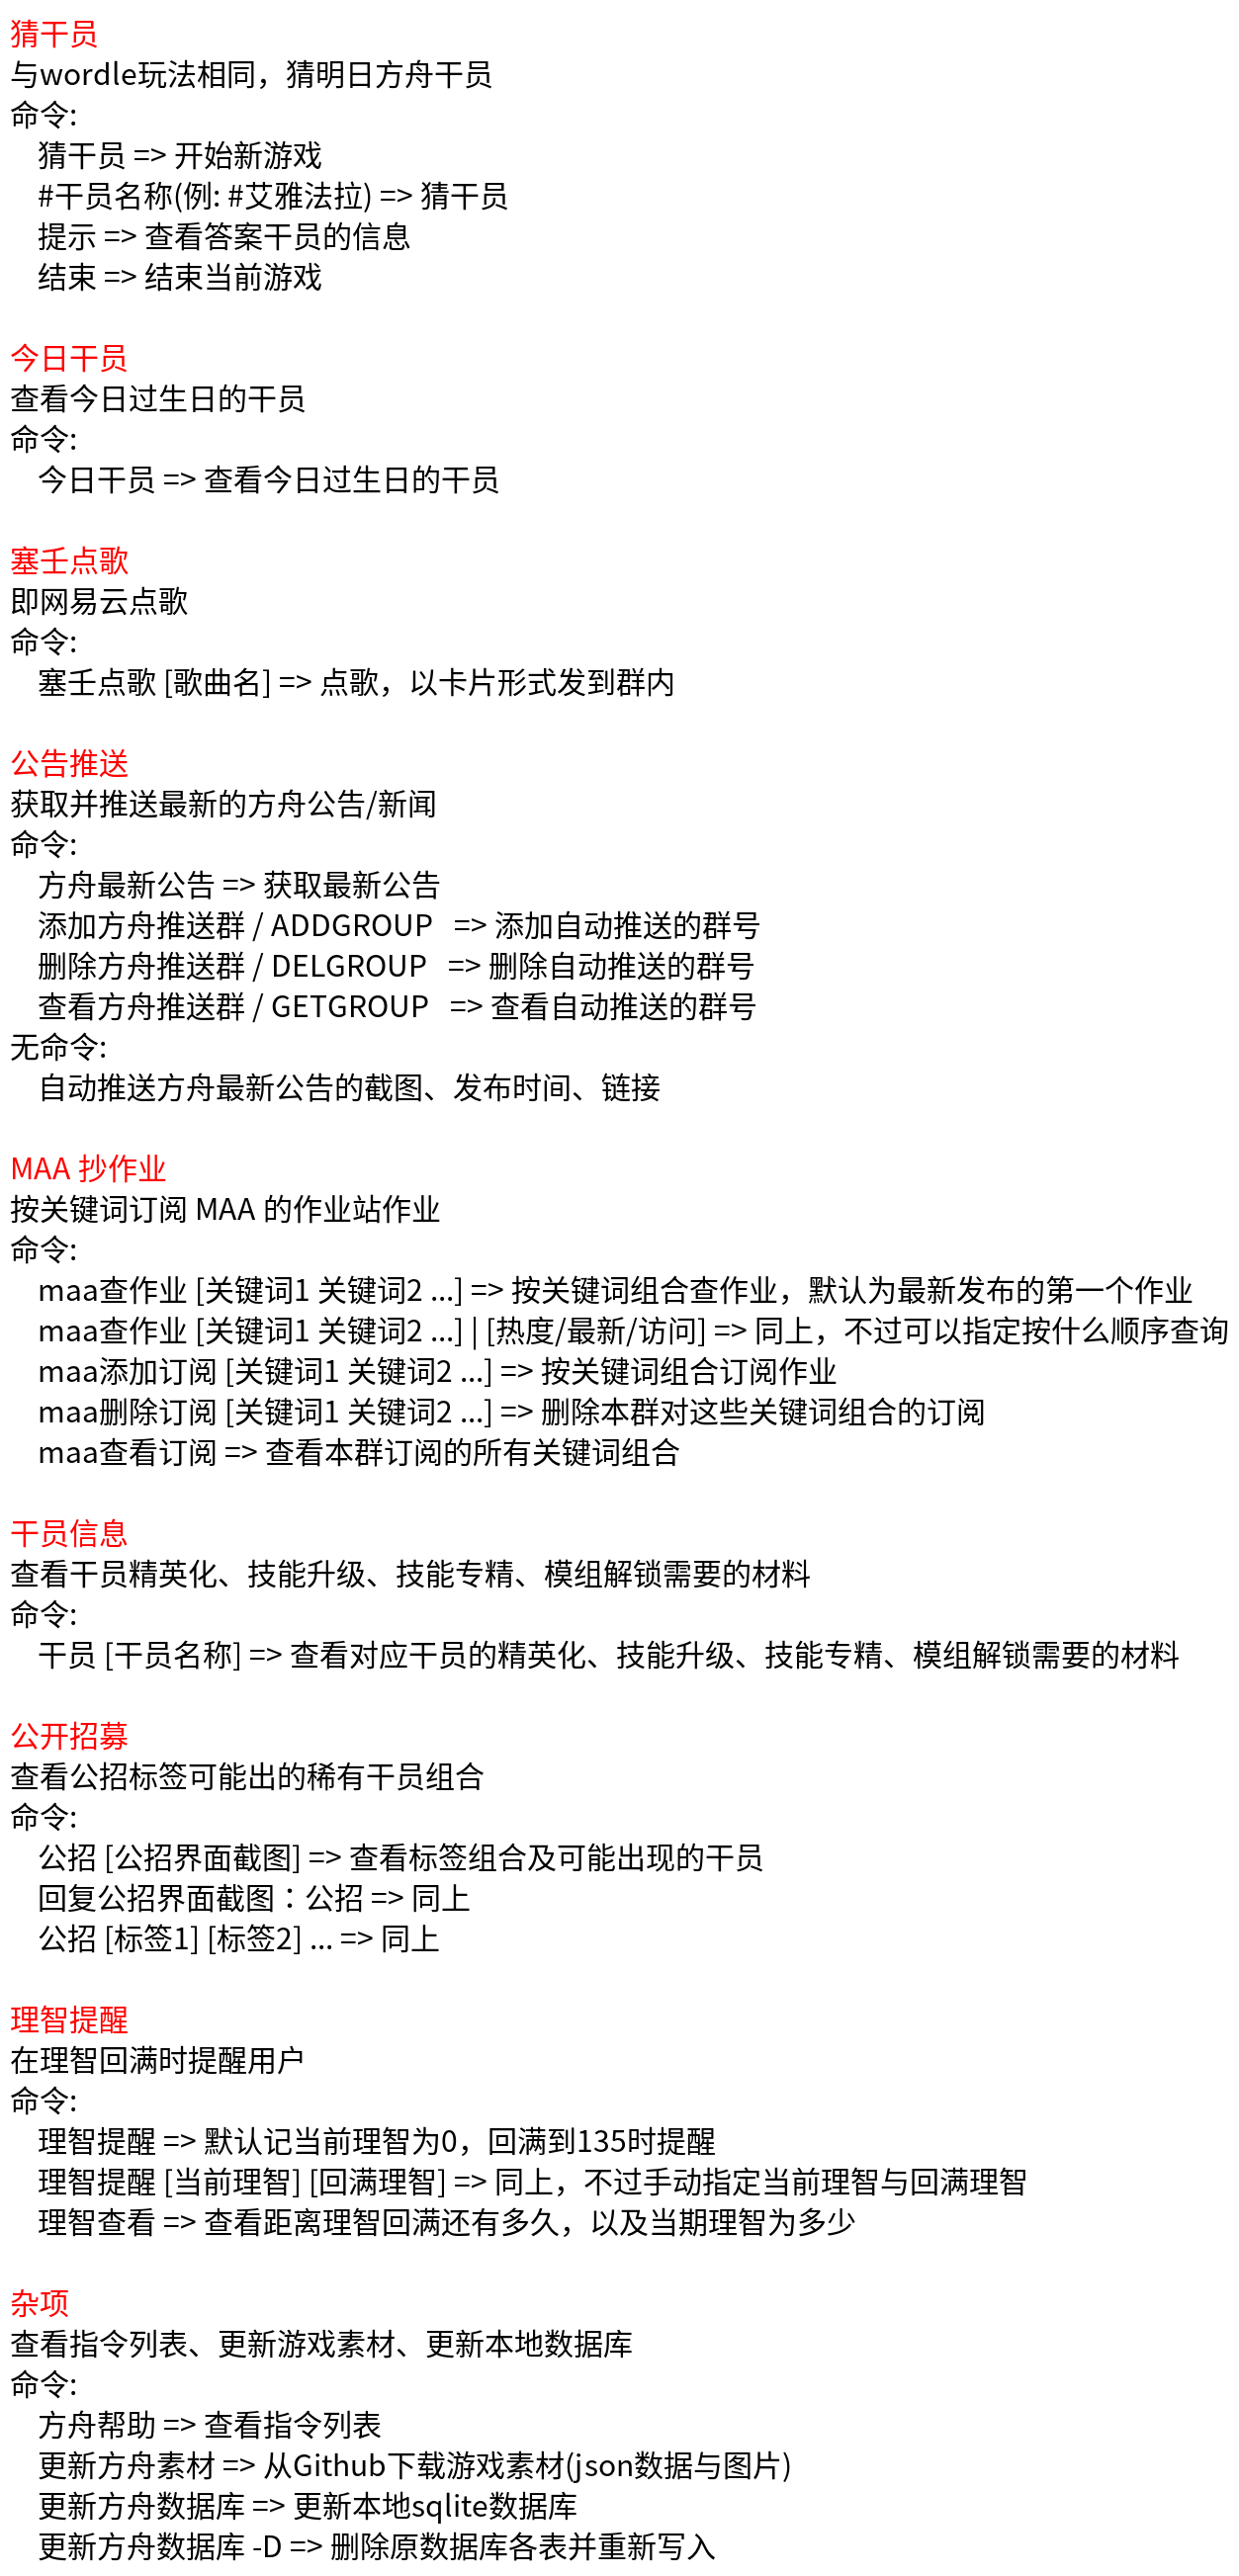 猜干员
与wordle玩法相同，猜明日方舟干员
命令:
猜干员 => 开始新游戏
#干员名称(例: #艾雅法拉) => 猜干员
提示 => 查看答案干员的信息
结束 => 结束当前游戏
今日干员
查看今日过生日的干员
命令:
今日干员 => 查看今日过生日的干员
塞壬点歌
即网易云点歌
命令:
塞壬点歌 [歌曲名] => 点歌，以卡片形式发到群内
公告推送
获取并推送最新的方舟公告/新闻
命令:
方舟最新公告 => 获取最新公告
添加方舟推送群 / ADDGROUP   => 添加自动推送的群号
删除方舟推送群 / DELGROUP   => 删除自动推送的群号
查看方舟推送群 / GETGROUP   => 查看自动推送的群号
无命令:
自动推送方舟最新公告的截图、发布时间、链接
MAA 抄作业
按关键词订阅 MAA 的作业站作业
命令:
maa查作业 [关键词1 关键词2 ...] => 按关键词组合查作业，默认为最新发布的第一个作业
maa查作业 [关键词1 关键词2 ...] | [热度/最新/访问] => 同上，不过可以指定按什么顺序查询
maa添加订阅 [关键词1 关键词2 ...] => 按关键词组合订阅作业
maa删除订阅 [关键词1 关键词2 ...] => 删除本群对这些关键词组合的订阅
maa查看订阅 => 查看本群订阅的所有关键词组合
干员信息
查看干员精英化、技能升级、技能专精、模组解锁需要的材料
命令:
干员 [干员名称] => 查看对应干员的精英化、技能升级、技能专精、模组解锁需要的材料
公开招募
查看公招标签可能出的稀有干员组合
命令:
公招 [公招界面截图] => 查看标签组合及可能出现的干员
回复公招界面截图：公招 => 同上
公招 [标签1] [标签2] ... => 同上
理智提醒
在理智回满时提醒用户
命令:
理智提醒 => 默认记当前理智为0，回满到135时提醒
理智提醒 [当前理智] [回满理智] => 同上，不过手动指定当前理智与回满理智
理智查看 => 查看距离理智回满还有多久，以及当期理智为多少
杂项
查看指令列表、更新游戏素材、更新本地数据库
命令:
方舟帮助 => 查看指令列表
更新方舟素材 => 从Github下载游戏素材(json数据与图片)
更新方舟数据库 => 更新本地sqlite数据库
更新方舟数据库 -D => 删除原数据库各表并重新写入